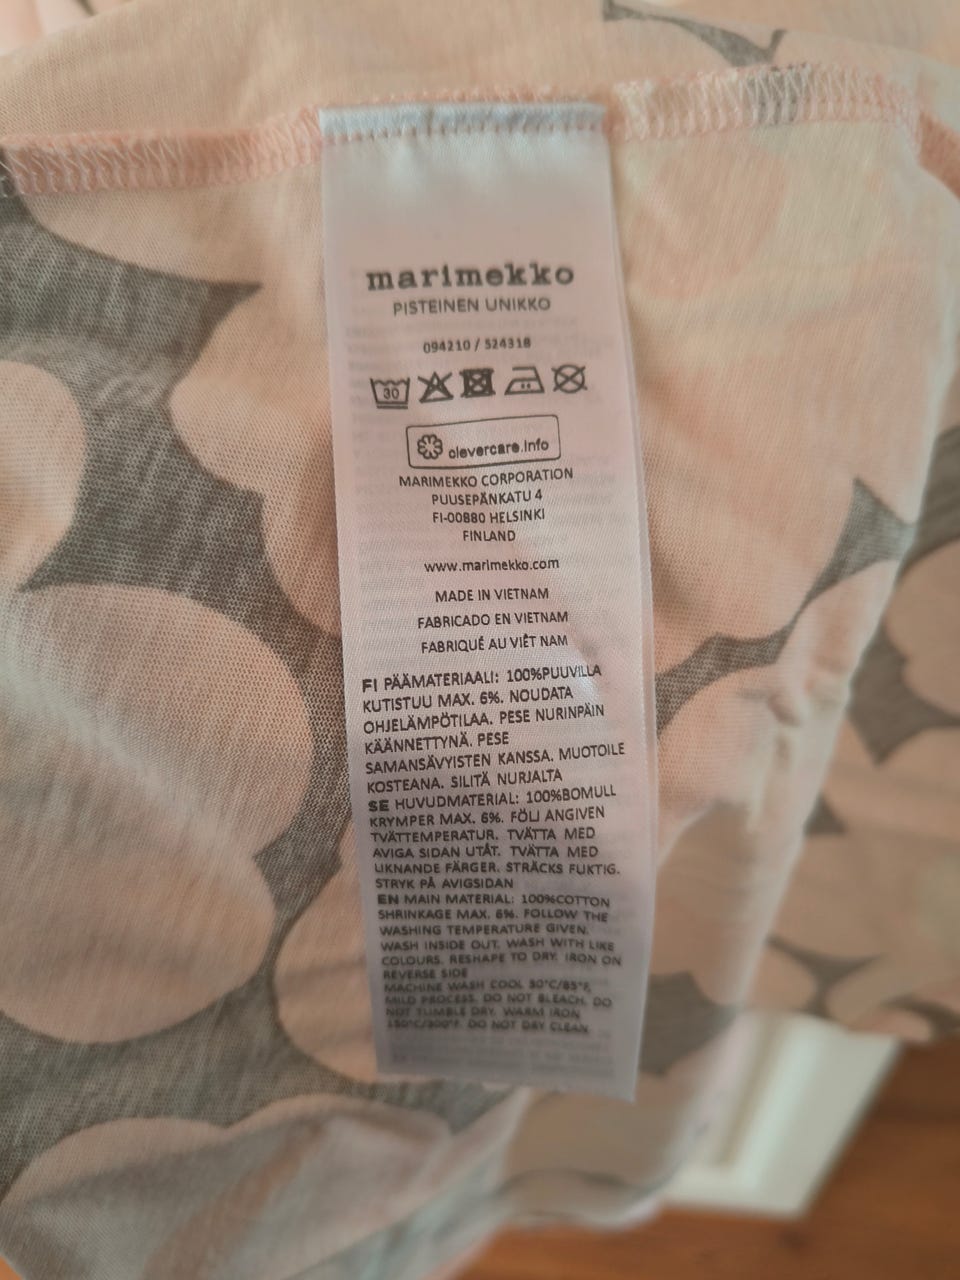 marimekko
PISTEINEN UNIKKO
094210 / 524318
30
clevercare.info
MARIMEKKO CORPORATION
PUUSEPÄNKATU 4
FI-00880 HELSINKI
FINLAND
www.marimekko.com
MADE IN VIETNAM
FABRICADO EN VIETNAM
FABRIQUÉ AU VIÊT NAM
FI PÄÄMATERIAALI: 100%PUUVILLA
KUTISTUU MAX. 6%. NOUDATA
OHJELÄMPÖTILAA. PESE NURINPÄIN
KÄÄNNETTYNÄ. PESE
SAMANSÄVYISTEN KANSSA. MUOTOILE
KOSTEANA. SILITÄ NURJALTA
SE HUVUDMATERIAL: 100%BOMULL
KRYMPER MAX. 6%. FÖLJ ANGIVEN
TVÄTTEMPERATUR. TVÄTTA MED
AVIGA SIDAN UTÅT. TVÄTTA MED
LIKNANDE FÄRGER. STRÄCKS FUKTIG.
STRYK PÅ AVIGSIDAN
EN MAIN MATERIAL: 100%COTTON
SHRINKAGE MAX. 6%. FOLLOW THE
WASHING TEMPERATURE GIVEN.
WASH INSIDE OUT. WASH WITH LIKE
COLOURS. RESHAPE TO DRY. IRON ON
REVERSE SIDE
MACHINE WASH COOL 30°C/85°F,
MILD PROCESS. DO NOT BLEACH. DO
NOT TUMBLE DRY. WARM IRON
150°C/300°F. DO NOT DRY CLEAN